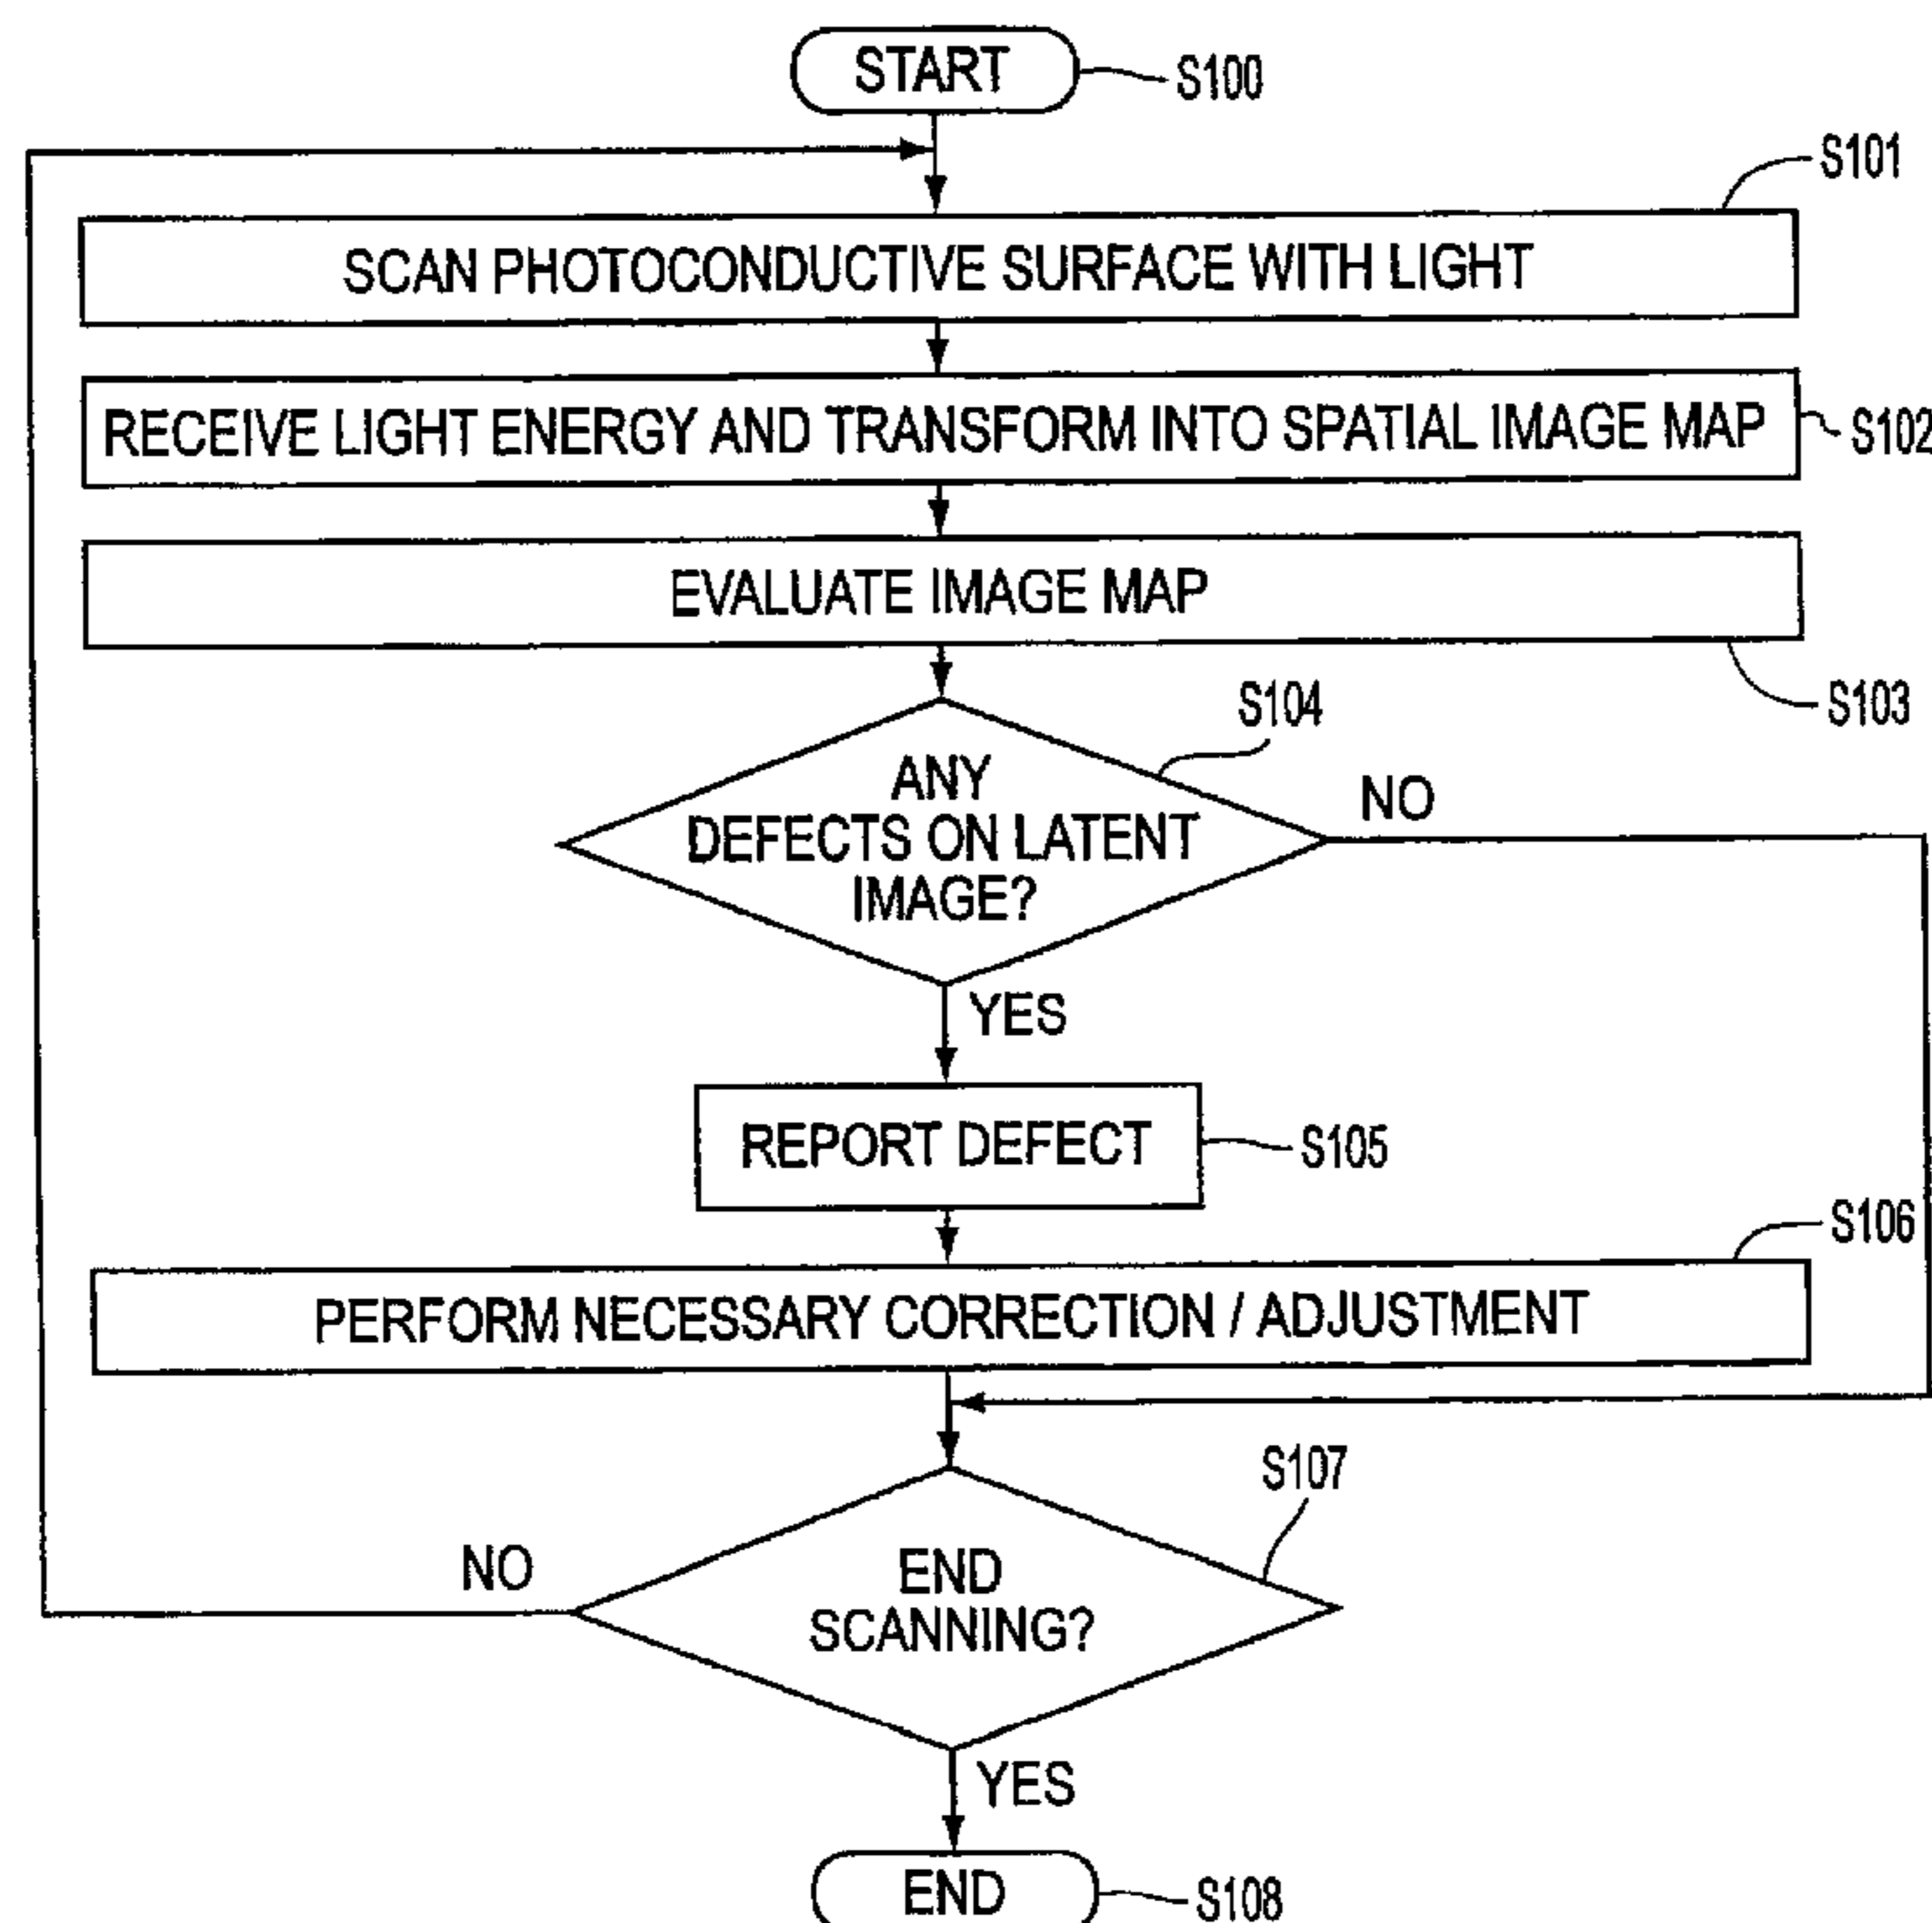 START
S100
S101
SCAN PHOTOCONDUCTIVE SURFACE WITH LIGHT
RECEIVE LIGHT ENERGY AND TRANSFORM INTO SPATIAL IMAGE MAP
S102
EVALUATE IMAGE MAP
S103
S104
ANY
DEFECTS ON LATENT
IMAGE?
NO
YES
REPORT DEFECT
S105
S106
PERFORM NECESSARY CORRECTION / ADJUSTMENT
S107
END
SCANNING?
NO
YES
END
S108